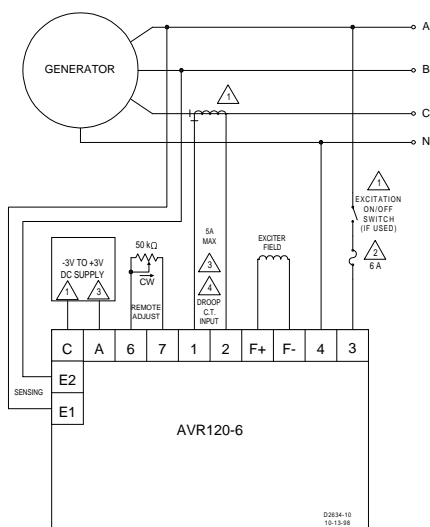 A
GENERATOR
B
1
C
N
1
EXCITATION
ON/OFF
SWITCH
(IF USED)
2
6 A
5A
MAX
3
4
DROOP
C.T.
INPUT
EXCITER
FIELD
50 kΩ
CW
REMOTE
ADJUST
-3V TO +3V
DC SUPPLY
1 3
C A 6 7 1 2 F+ F- 4 3
E2
SENSING
E1
AVR120-6
D2634-10
10-13-98